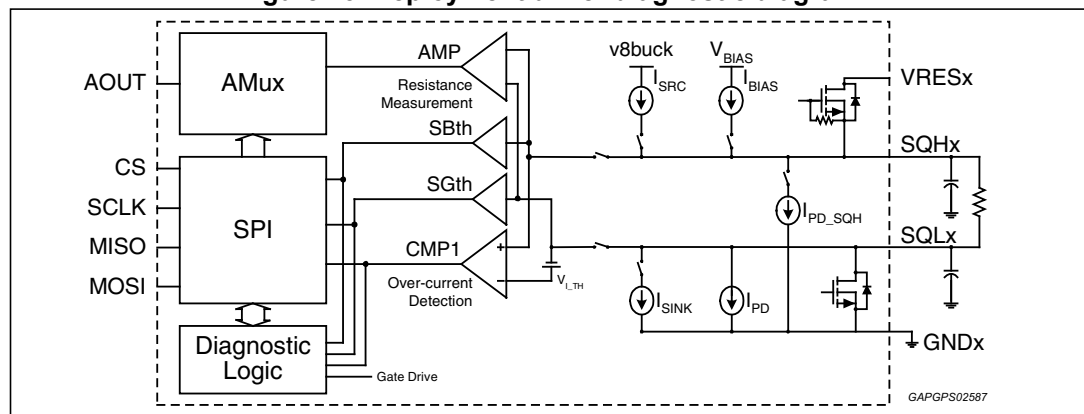 AOUT
AMux
AMP
Resistance
Measurement
v8buck
I_SRC
V_BIAS
I_BIAS
VRESx
SBth
SQHx
CS
SCLK
MISO
MOSI
SPI
SGth
I_PD_SQH
SQLx
CMP1
+
–
Over-current
Detection
V_I_TH
I_SINK
I_PD
GNDx
Diagnostic
Logic
Gate Drive
GAPGPS02587